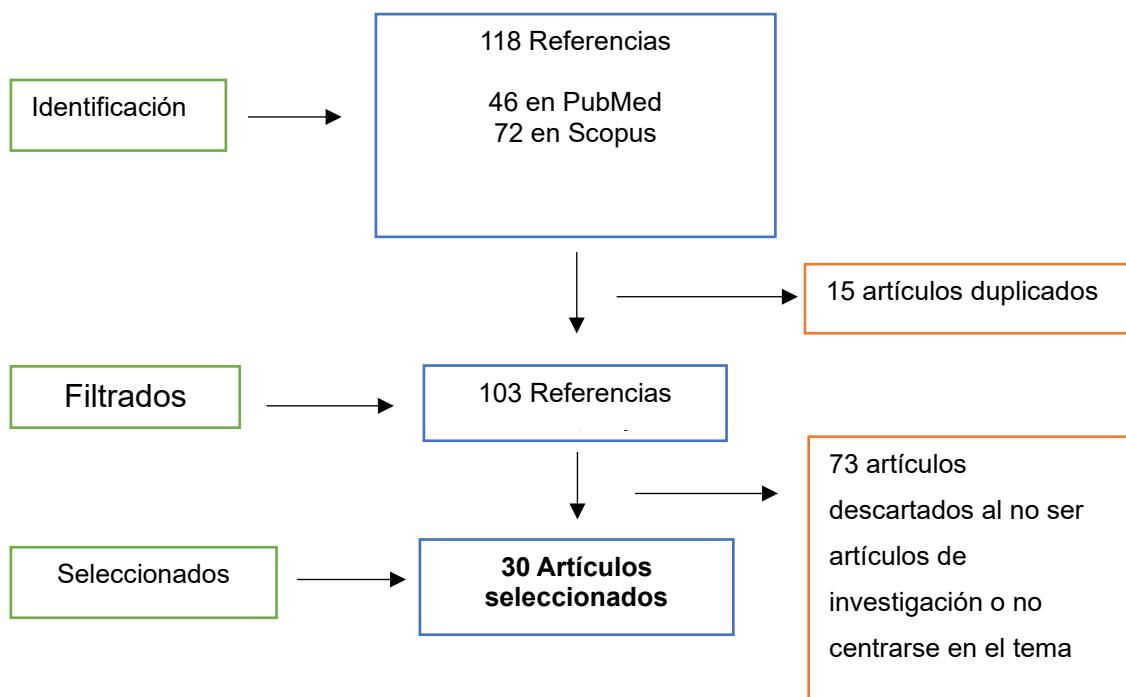 118 Referencias
46 en PubMed
72 en Scopus
Identificación
15 artículos duplicados
Filtrados
103 Referencias
73 artículos
descartados al no ser
artículos de
investigación o no
centrarse en el tema
Seleccionados
30 Artículos
seleccionados